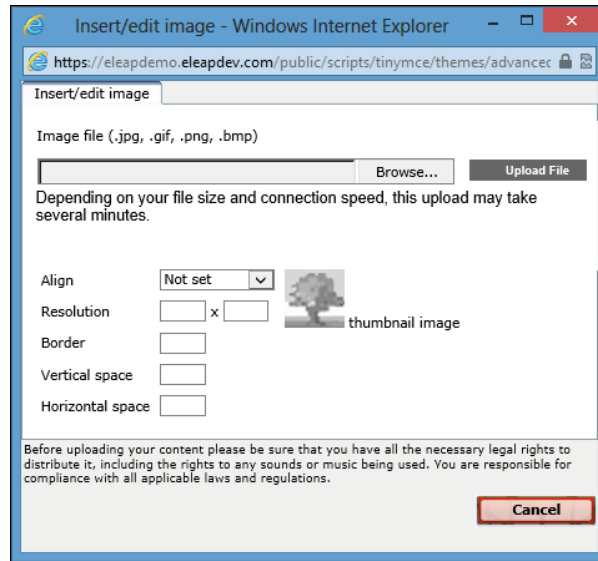 Insert/edit image - Windows Internet Explorer
https://eleapdemo.eleapdev.com/public/scripts/tinymce/themes/advanced
Insert/edit image
Image file (.jpg, .gif, .png, .bmp)
Browse... Upload File
Depending on your file size and connection speed, this upload may take
several minutes.
Align Not set
Resolution x
thumbnail image
Border
Vertical space
Horizontal space
Before uploading your content please be sure that you have all the necessary legal rights to
distribute it, including the rights to any sounds or music being used. You are responsible for
compliance with all applicable laws and regulations.
Cancel